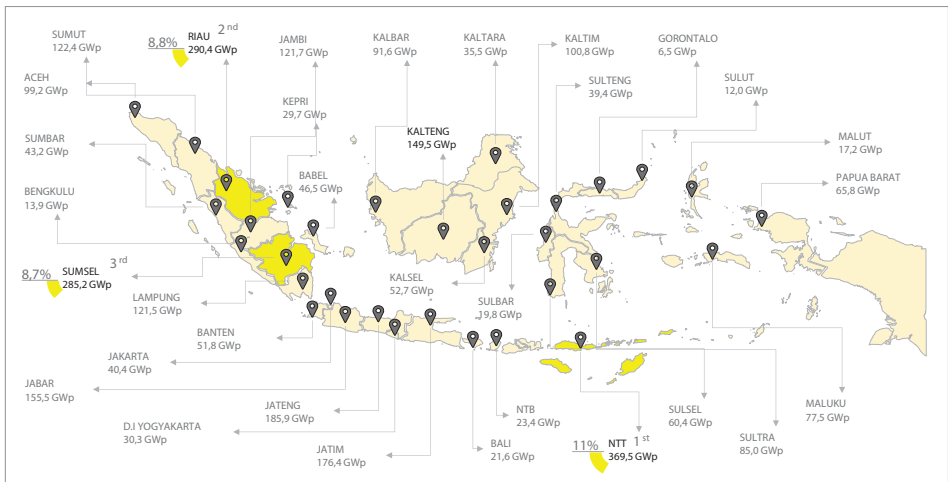 SUMUT
122,4 GWp
8,8%
RIAU 2nd
290,4 GWp
JAMBI
121,7 GWp
KALBAR
91,6 GWp
KALTARA
35,5 GWp
KALTIM
100,8 GWp
GORONTALO
6,5 GWp
ACEH
99,2 GWp
KEPRI
29,7 GWp
SULTENG
39,4 GWp
SULUT
12,0 GWp
SUMBAR
43,2 GWp
KALTENG
149,5 GWp
MALUT
17,2 GWp
BABEL
46,5 GWp
PAPUA BARAT
65,8 GWp
BENGKULU
13,9 GWp
8,7%
SUMSEL 3rd
285,2 GWp
KALSEL
52,7 GWp
LAMPUNG
121,5 GWp
SULBAR
19,8 GWp
BANTEN
51,8 GWp
JAKARTA
40,4 GWp
JABAR
155,5 GWp
JATENG
185,9 GWp
D.I YOGYAKARTA
30,3 GWp
JATIM
176,4 GWp
NTB
23,4 GWp
BALI
21,6 GWp
11%
NTT 1st
369,5 GWp
SULSEL
60,4 GWp
MALUKU
77,5 GWp
SULTRA
85,0 GWp